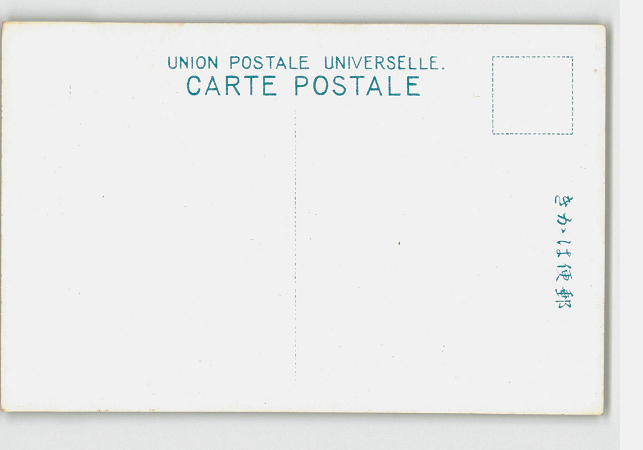 UNION POSTALE UNIVERSELLE.
CARTE POSTALE
郵便はかき